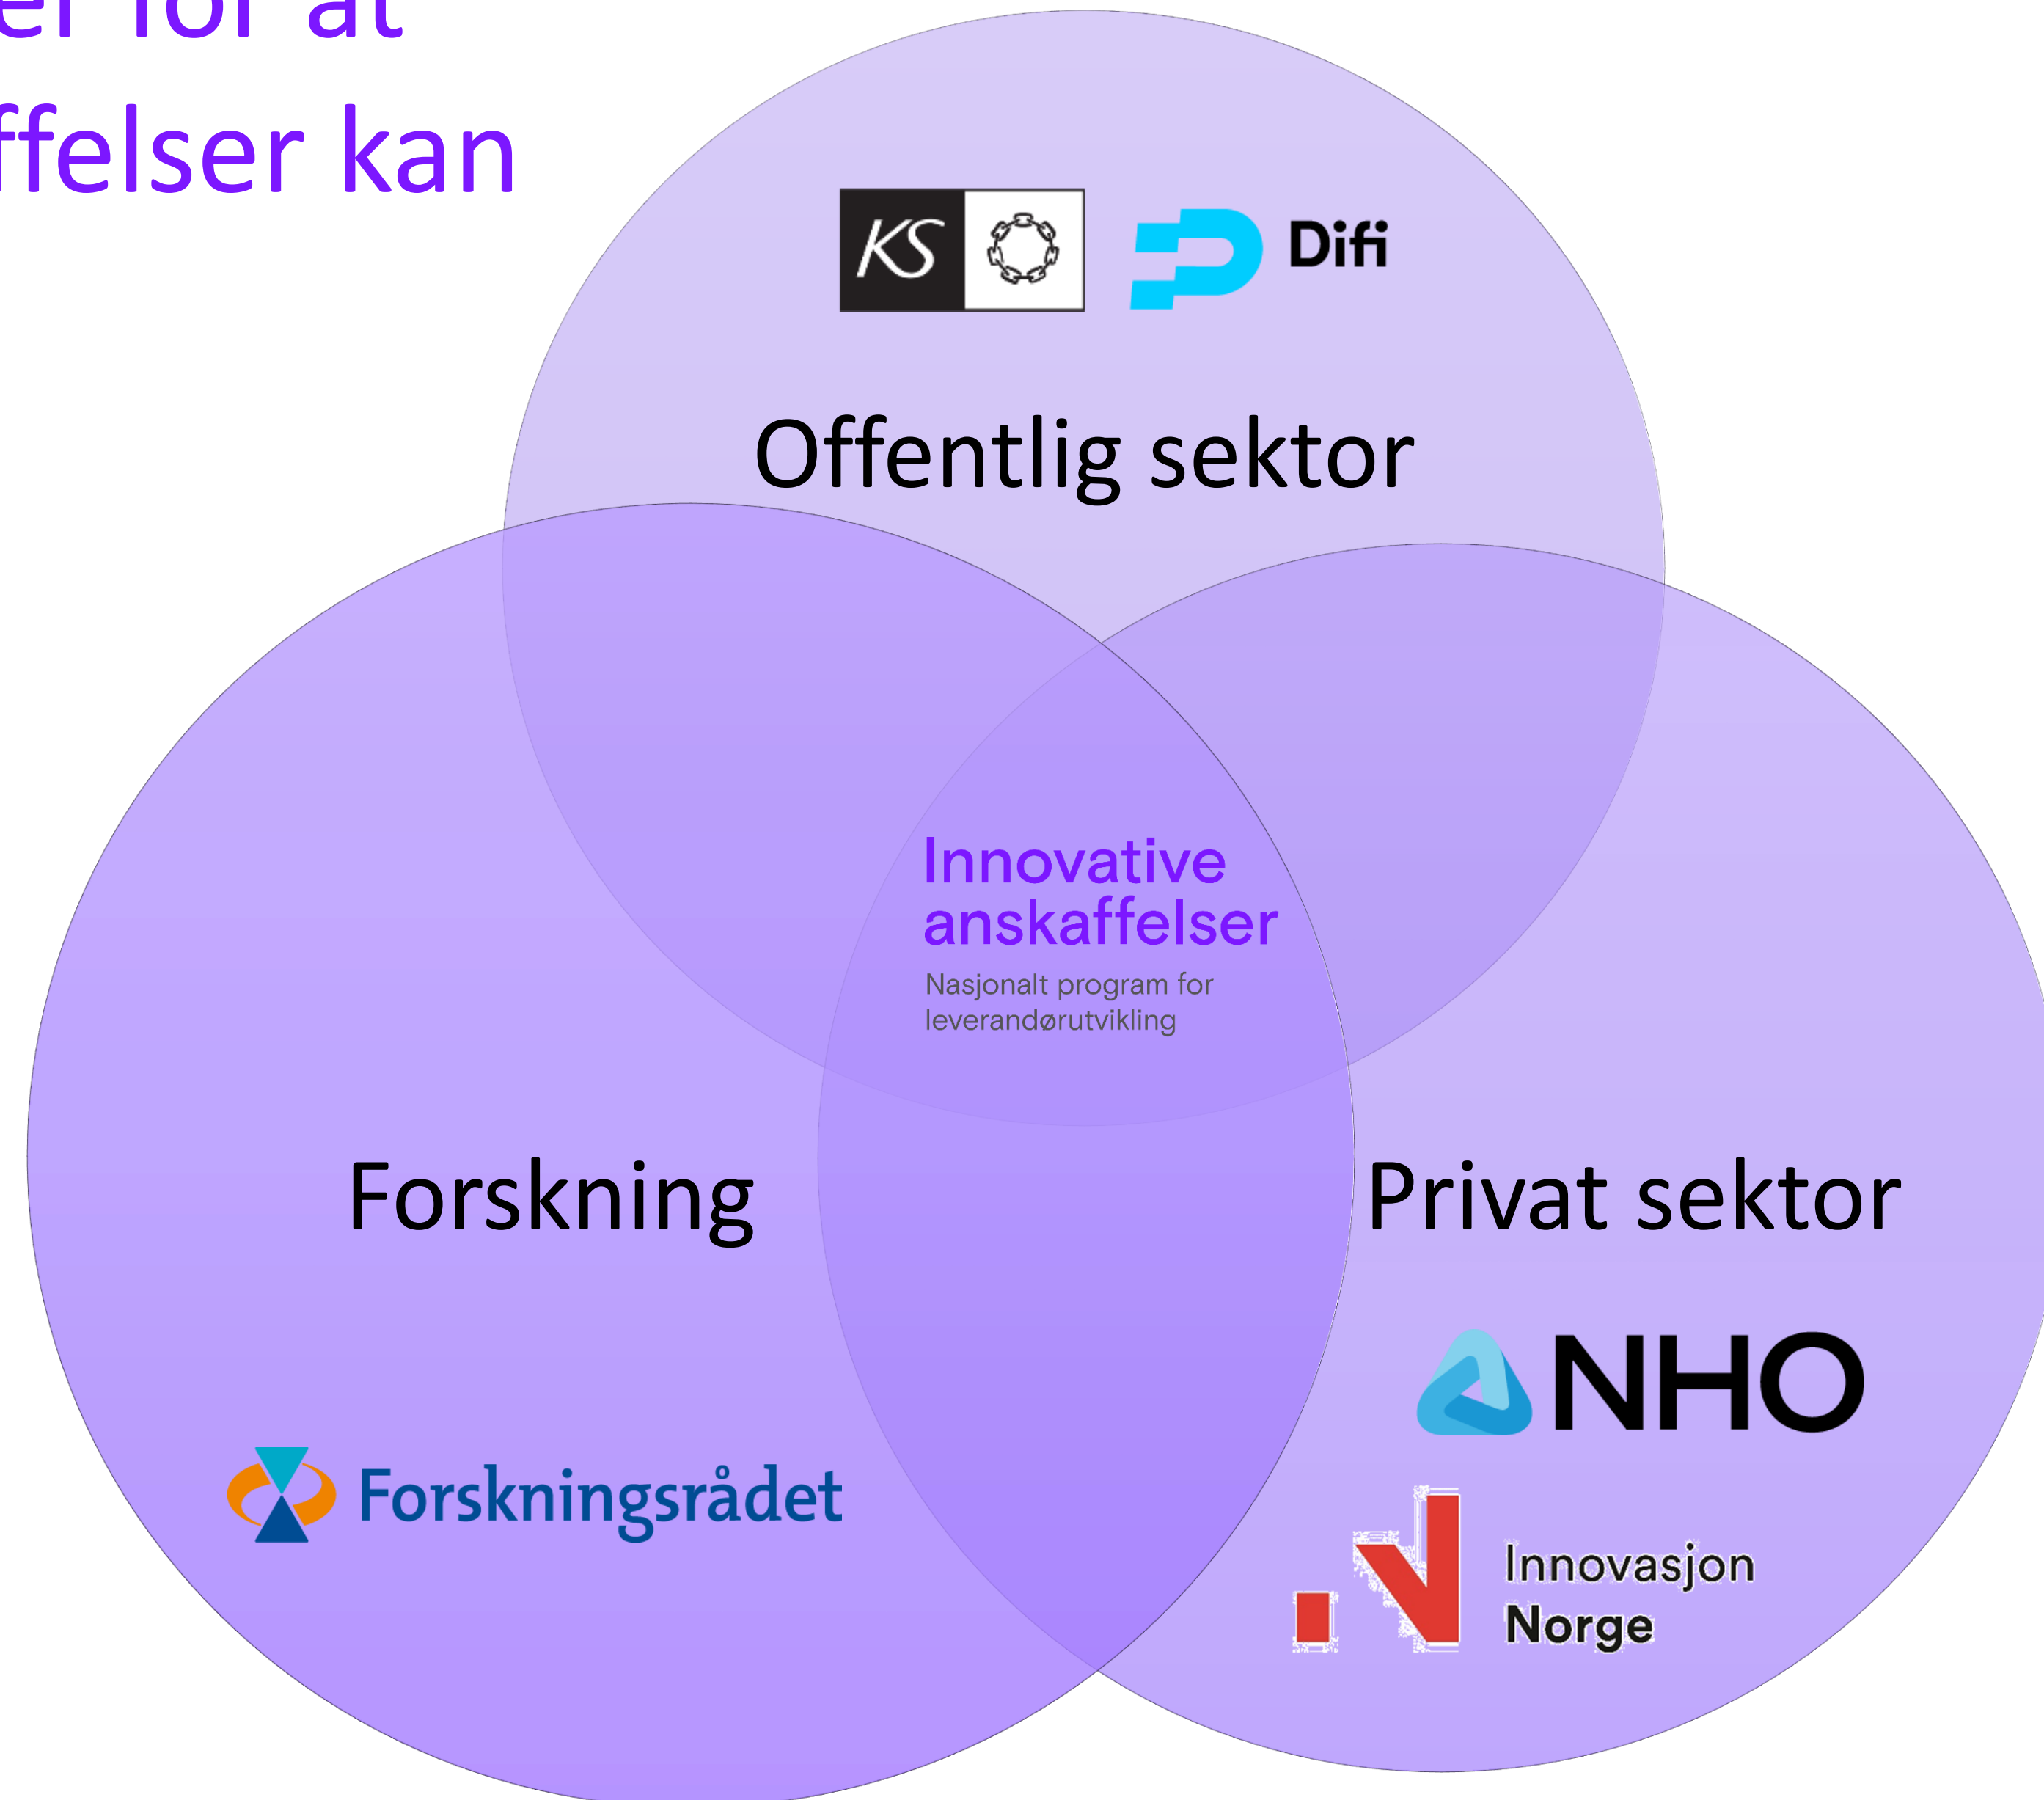 er for at
ffelser kan
KS
Difi
Offentlig sektor
Innovative
anskaffelser
Nasjonalt program for
leverandørutvikling
Forskning
Privat sektor
NHO
Forskningsrådet
Innovasjon
Norge